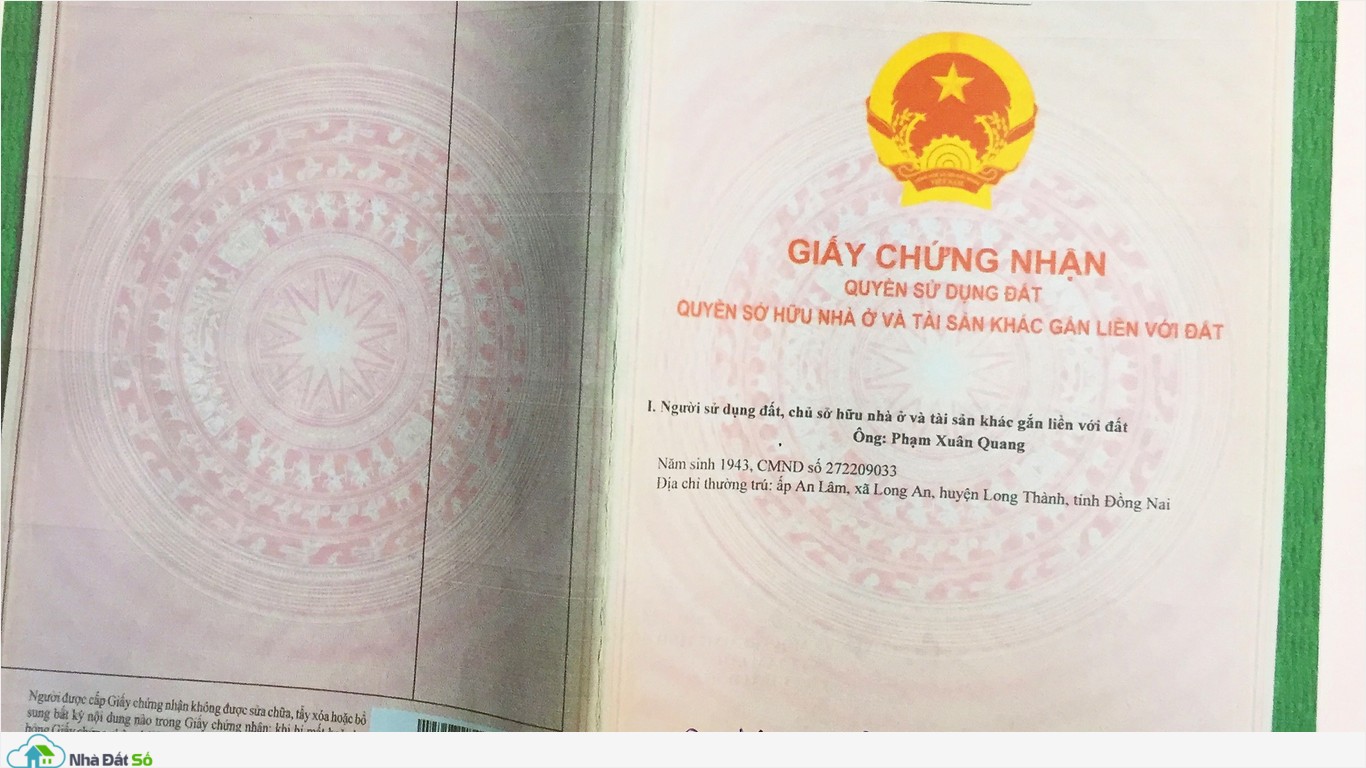 GIẤY CHỨNG NHẬN
QUYỀN SỬ DỤNG ĐẤT
QUYỀN SỞ HỮU NHÀ Ở VÀ TÀI SẢN KHÁC GẮN LIỀN VỚI ĐẤT
I. Người sử dụng đất, chủ sở hữu nhà ở và tài sản khác gắn liền với đất
Ông: Phạm Xuân Quang
Năm sinh 1943, CMND số 272209033
Địa chỉ thường trú: ấp An Lâm, xã Long An, huyện Long Thành, tỉnh Đồng Nai
Người được cấp Giấy chứng nhận không được sửa chữa, tẩy xóa hoặc bổ
sung bất kỳ nội dung nào trong Giấy chứng nhận; khi bị mất hoặc
Nhà Đất Số